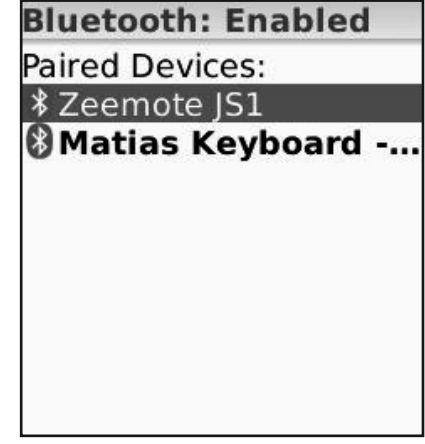 Bluetooth: Enabled
Paired Devices:
Zeemote JS1
Matias Keyboard -...